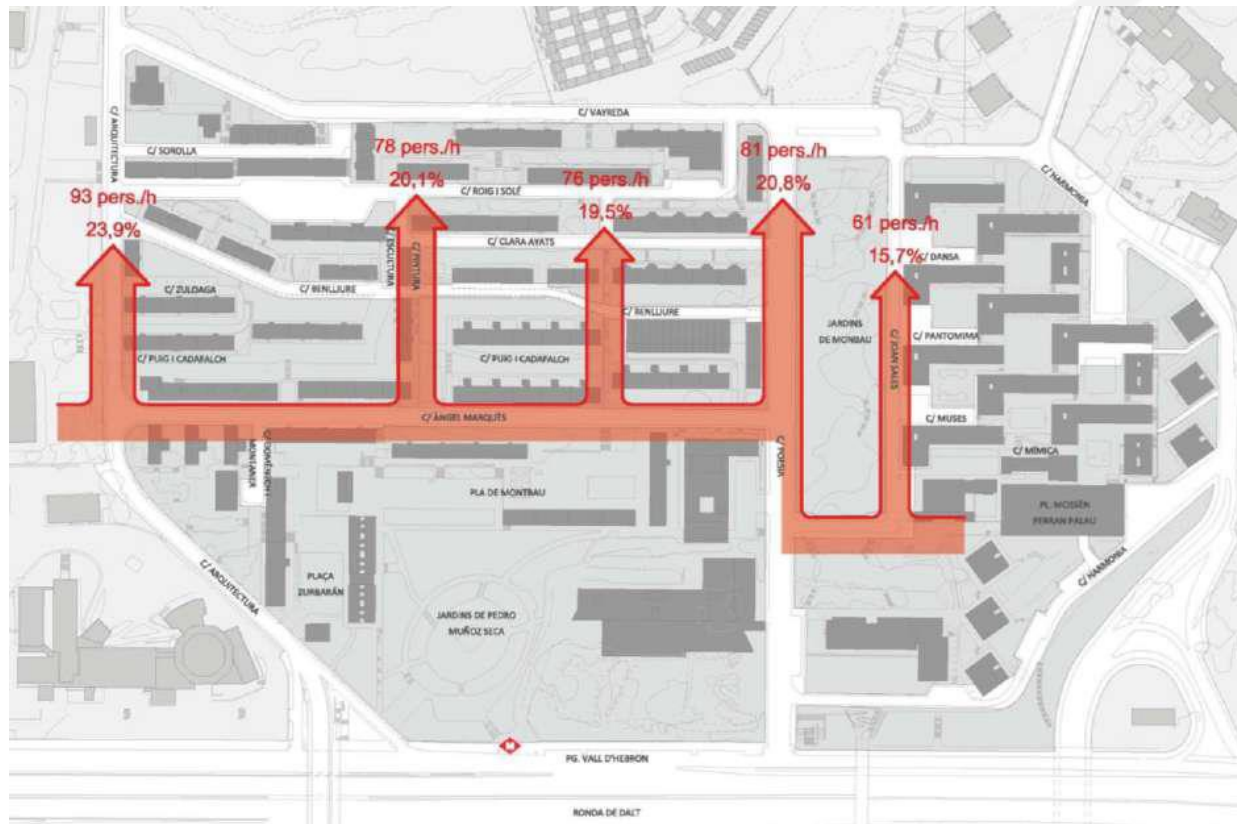 C/ VAYREDA
C/ ARQUITECTURA
C/ SOROLLA
78 pers./h
20,1%
81 pers./h
20,8%
76 pers./h
19,5%
C/ ROIG I SOLÉ
C/ HARMONIA
93 pers./h
23,9%
61 pers./h
15,7%
C/ ESCULTURA
C/ PINTURA
C/ CLARA AYATS
C/ DANSA
C/ ZULOAGA
C/ BENLLIURE
C/ BENLLIURE
JARDINS
DE MONBAU
C/ JOAN SALES
C/ PANTOMIMA
C/ PUIG I CADAFALCH
C/ PUIG I CADAFALCH
C/ ÀNGEL MARQUÈS
C/ MUSES
C/ DOMÈNECH I
MONTANER
C/ POESIA
C/ MÍMICA
PLA DE MONTBAU
PL. MOSSÈN
FERRAN PALAU
C/ ARQUITECTURA
PLAÇA
ZURBARÁN
C/ HARMONIA
JARDINS DE PEDRO
MUÑOZ SECA
M
PG. VALL D'HEBRON
RONDA DE DALT